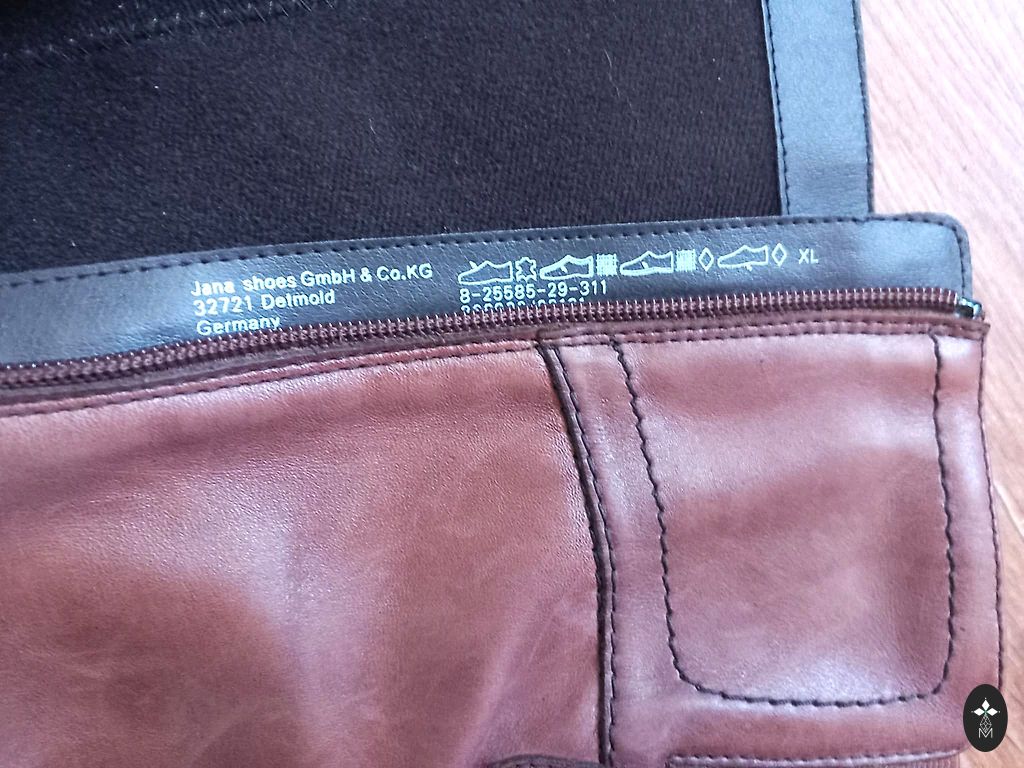 Jana shoes GmbH & Co.KG
32721 Detmold
Germany
XL
8-25585-29-311
M